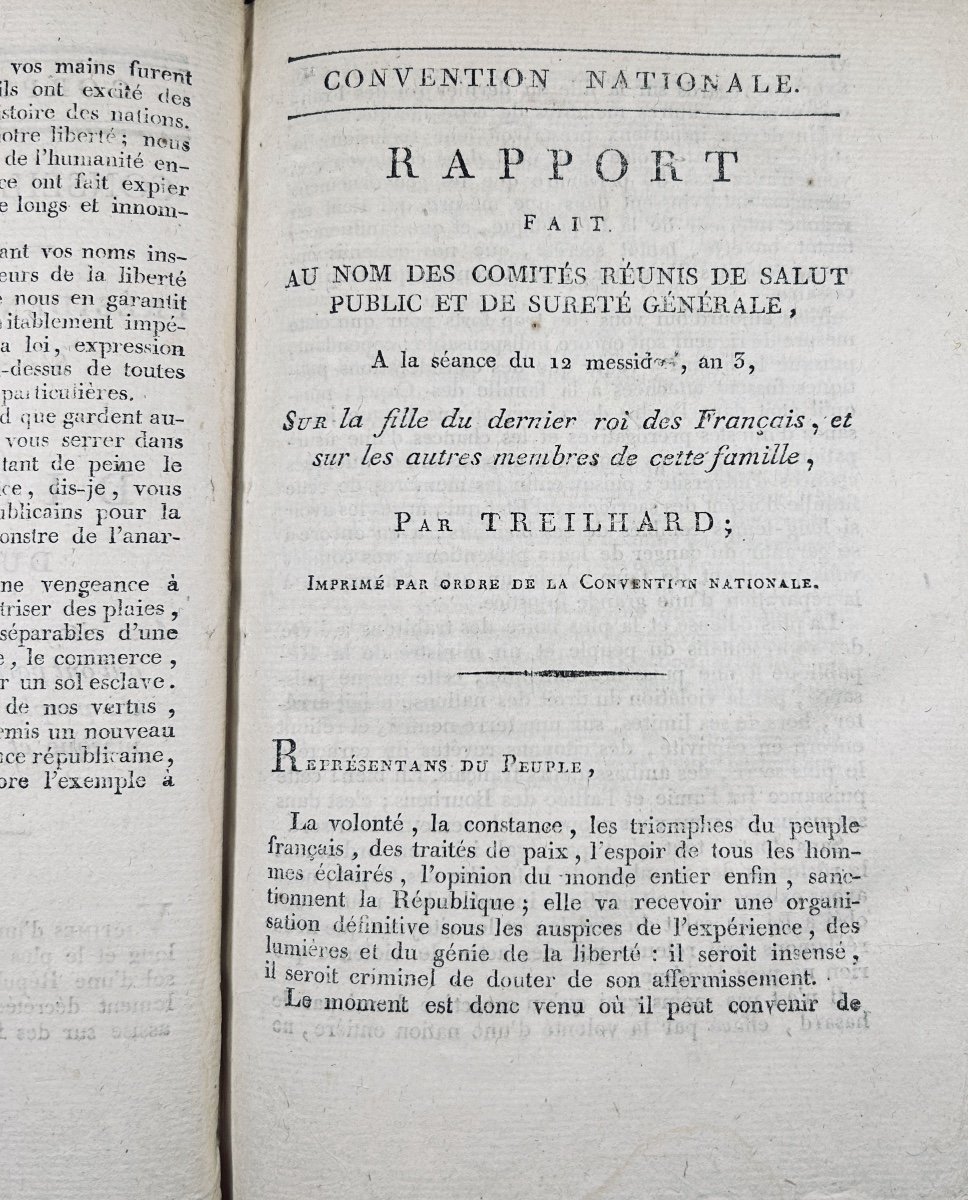 vos mains furent
ils ont excité des
stoire des nations.
otre liberté; nous
de l'humanité en-
ce ont fait expier
e longs et innom-
ant vos noms ins-
eurs de la liberté
e nous en garantit
itablement impé-
a loi, expression
-dessus de toutes
particulières.
d que gardent au-
vous serrer dans
tant de peine le
ce, dis-je, vous
ublicains pour la
onstre de l'anar-
ne vengeance à
triser des plaies,
séparables d'une
e, le commerce,
r un sol esclave.
de nos vertus,
emis un nouveau
ce républicaine,
ore l'exemple à
CONVENTION NATIONALE.
RAPPORT
FAIT
AU NOM DES COMITÉS RÉUNIS DE SALUT
PUBLIC ET DE SURETÉ GÉNÉRALE,
A la séance du 12 messidor, an 3,
SUR la fille du dernier roi des Français, et
sur les autres membres de cette famille,
PAR TREILHARD;
IMPRIMÉ PAR ORDRE DE LA CONVENTION NATIONALE.
REPRÉSENTANS DU PEUPLE,
La volonté, la constance, les triomphes du peuple
français, des traités de paix, l'espoir de tous les hom-
mes éclairés, l'opinion du monde entier enfin, sanc-
tionnent la République; elle va recevoir une organi-
sation définitive sous les auspices de l'expérience, des
lumières et du génie de la liberté : il seroit insensé,
il seroit criminel de douter de son affermissement.
Le moment est donc venu où il peut convenir de